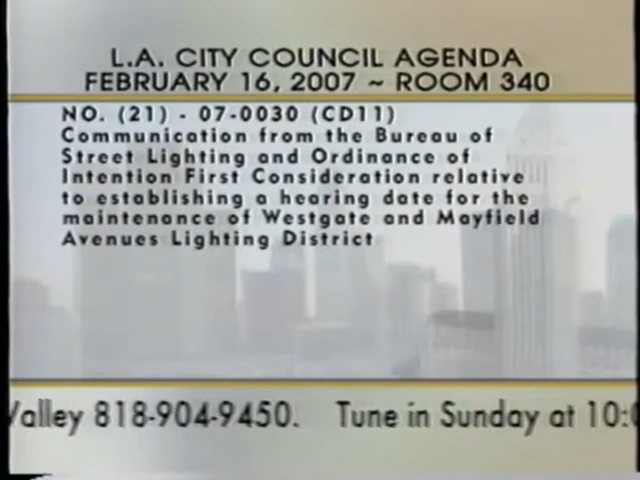 L.A. CITY COUNCIL AGENDA
FEBRUARY 16, 2007 ~ ROOM 340
NO. (21) - 07-0030 (CD11)
Communication from the Bureau of
Street Lighting and Ordinance of
Intention First Consideration relative
to establishing a hearing date for the
maintenance of Westgate and Mayfield
Avenues Lighting District
Valley 818-904-9450. Tune in Sunday at 10: